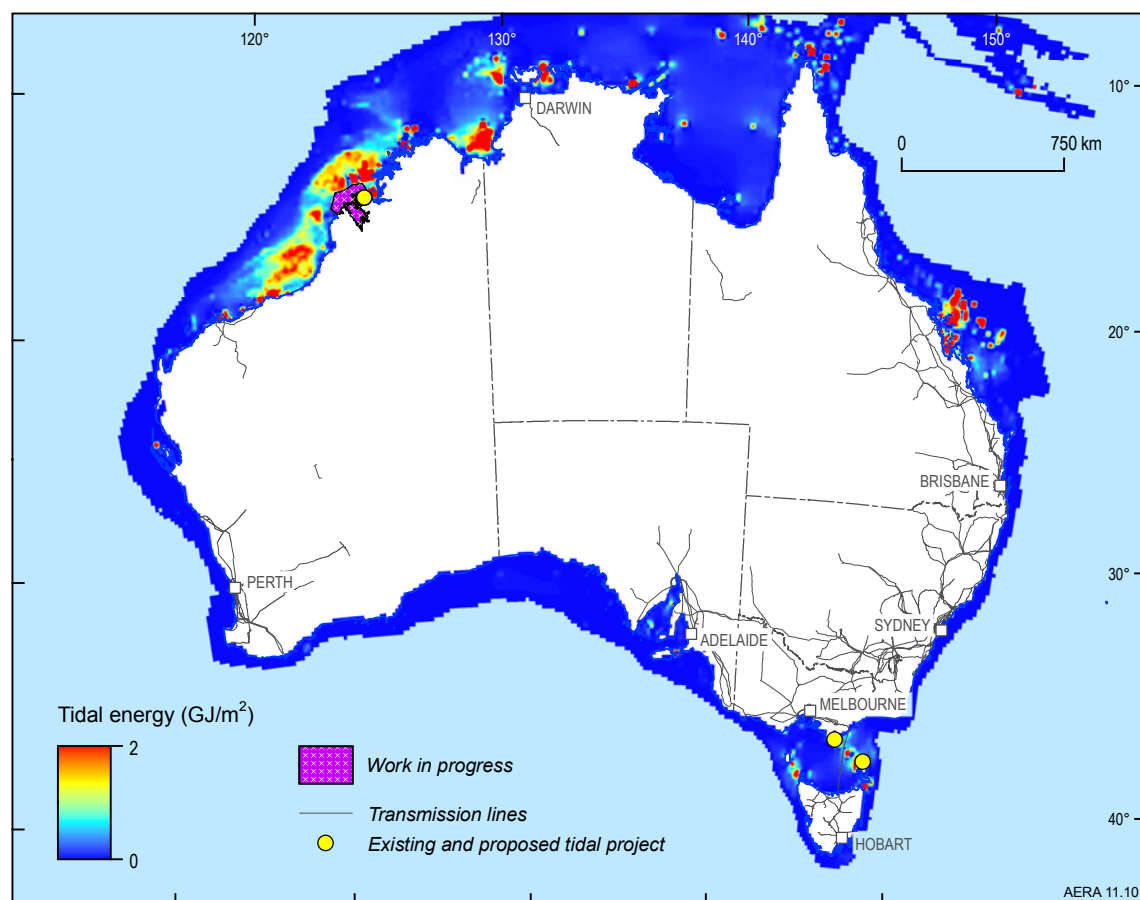 120°
130°
140°
150°
10°
DARWIN
0
750 km
20°
BRISBANE
30°
PERTH
SYDNEY
ADELAIDE
MELBOURNE
Tidal energy (GJ/m²)
2
0
Work in progress
Transmission lines
Existing and proposed tidal project
40°
HOBART
AERA 11.10